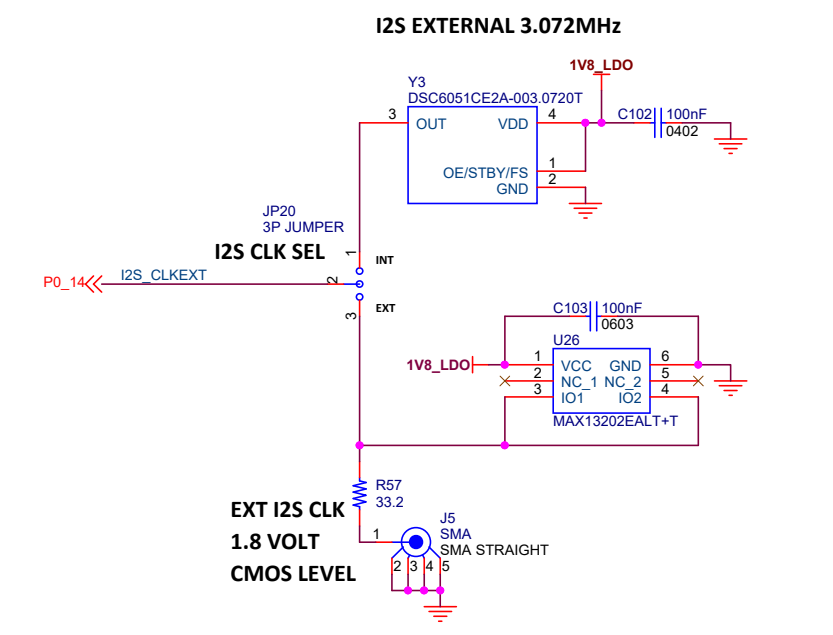 I2S EXTERNAL 3.072MHz
1V8_LDO
Y3
DSC6051CE2A-003.0720T
3
OUT
VDD
4
C102
100nF
0402
OE/STBY/FS
1
GND
2
JP20
3P JUMPER
I2S CLK SEL
1
INT
P0_14
I2S_CLKEXT
2
3
EXT
C103
100nF
0603
U26
1V8_LDO
1
VCC
GND
6
2
NC_1
NC_2
5
3
IO1
IO2
4
MAX13202EALT+T
R57
33.2
EXT I2S CLK
1.8 VOLT
CMOS LEVEL
J5
SMA
SMA STRAIGHT
1
2
3
4
5